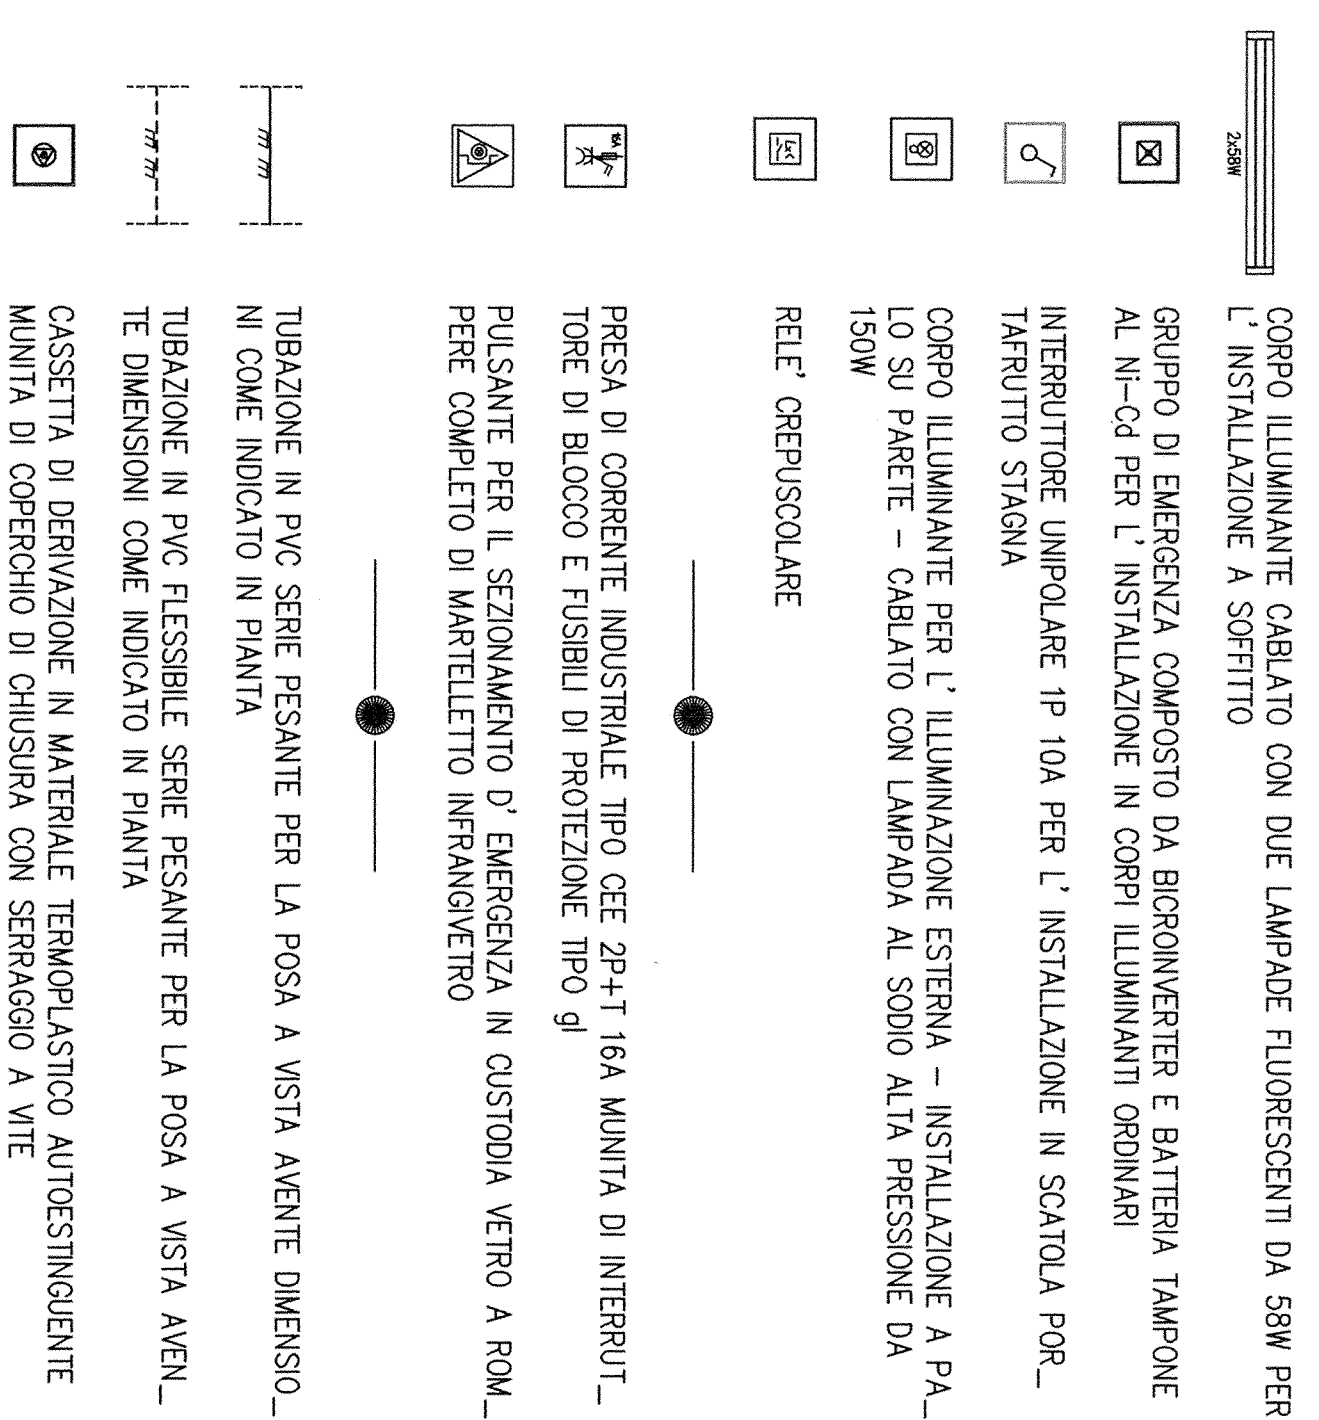 2x58W
CORPO ILLUMINANTE CABLATO CON DUE LAMPADE FLUORESCENTI DA 58W PER
L' INSTALLAZIONE A SOFFITTO
GRUPPO DI EMERGENZA COMPOSTO DA BICROINVERTER E BATTERIA TAMPONE
AL Ni-Cd PER L' INSTALLAZIONE IN CORPI ILLUMINANTI ORDINARI
INTERRUTTORE UNIPOLARE 1P 10A PER L' INSTALLAZIONE IN SCATOLA POR_
TAFRUTTO STAGNA
CORPO ILLUMINANTE PER L' ILLUMINAZIONE ESTERNA - INSTALLAZIONE A PA_
LO SU PARETE - CABLATO CON LAMPADA AL SODIO ALTA PRESSIONE DA
150W
RELE' CREPUSCOLARE
16A
PRESA DI CORRENTE INDUSTRIALE TIPO CEE 2P+T 16A MUNITA DI INTERRUT_
TORE DI BLOCCO E FUSIBILI DI PROTEZIONE TIPO gl
PULSANTE PER IL SEZIONAMENTO D' EMERGENZA IN CUSTODIA VETRO A ROM_
PERE COMPLETO DI MARTELLETTO INFRANGIVETRO
TUBAZIONE IN PVC SERIE PESANTE PER LA POSA A VISTA AVENTE DIMENSIO_
NI COME INDICATO IN PIANTA
TUBAZIONE IN PVC FLESSIBILE SERIE PESANTE PER LA POSA A VISTA AVEN_
TE DIMENSIONI COME INDICATO IN PIANTA
CASSETTA DI DERIVAZIONE IN MATERIALE TERMOPLASTICO AUTOESTINGUENTE
MUNITA DI COPERCHIO DI CHIUSURA CON SERRAGGIO A VITE